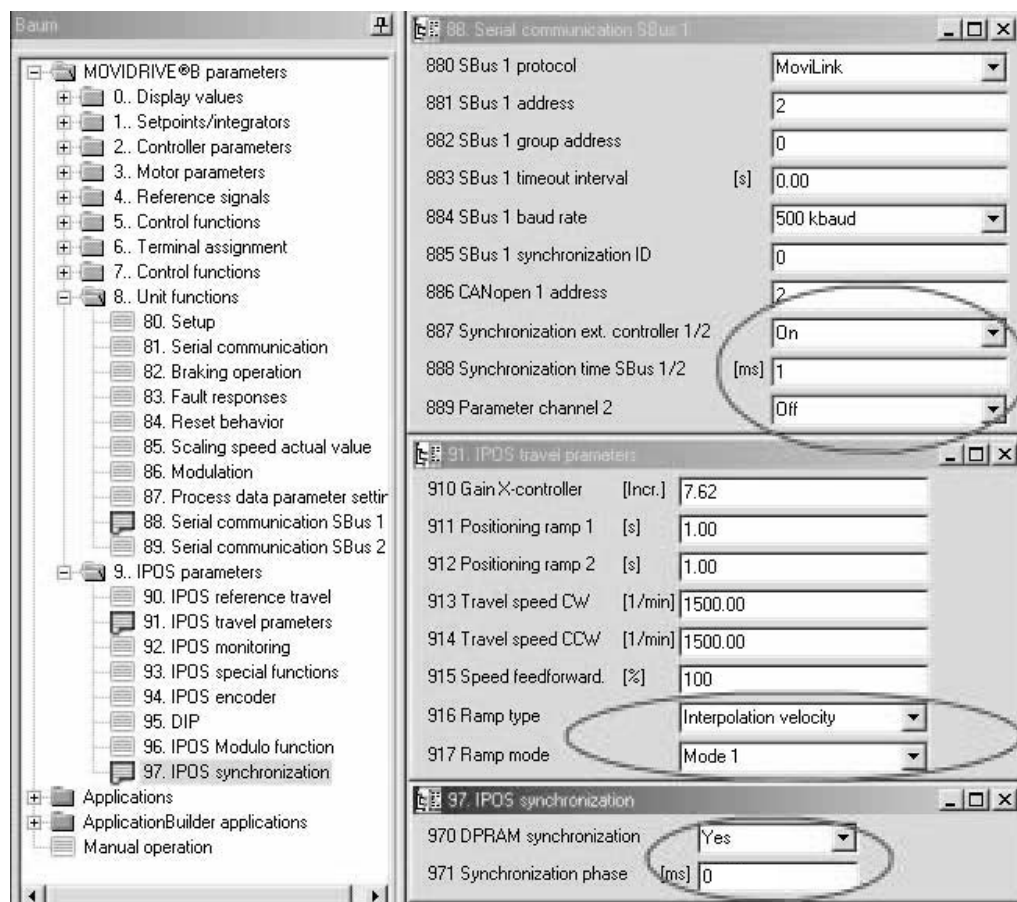 Baum
MOVIDRIVE®B parameters
0.. Display values
1.. Setpoints/integrators
2.. Controller parameters
3.. Motor parameters
4.. Reference signals
5.. Control functions
6.. Terminal assignment
7.. Control functions
8.. Unit functions
80. Setup
81. Serial communication
82. Braking operation
83. Fault responses
84. Reset behavior
85. Scaling speed actual value
86. Modulation
87. Process data parameter settir
88. Serial communication SBus 1
89. Serial communication SBus 2
9.. IPOS parameters
90. IPOS reference travel
91. IPOS travel prameters
92. IPOS monitoring
93. IPOS special functions
94. IPOS encoder
95. DIP
96. IPOS Modulo function
97. IPOS synchronization
Applications
ApplicationBuilder applications
Manual operation
88. Serial communication SBus 1
880 SBus 1 protocol MoviLink
881 SBus 1 address 2
882 SBus 1 group address 0
883 SBus 1 timeout interval [s] 0.00
884 SBus 1 baud rate 500 kbaud
885 SBus 1 synchronization ID 0
886 CANopen 1 address 2
887 Synchronization ext. controller 1/2 On
888 Synchronization time SBus 1/2 [ms] 1
889 Parameter channel 2 Off
91. IPOS travel prameters
910 Gain X-controller [Incr.] 7.62
911 Positioning ramp 1 [s] 1.00
912 Positioning ramp 2 [s] 1.00
913 Travel speed CW [1/min] 1500.00
914 Travel speed CCW [1/min] 1500.00
915 Speed feedforward. [%] 100
916 Ramp type Interpolation velocity
917 Ramp mode Mode 1
97. IPOS synchronization
970 DPRAM synchronization Yes
971 Synchronization phase [ms] 0